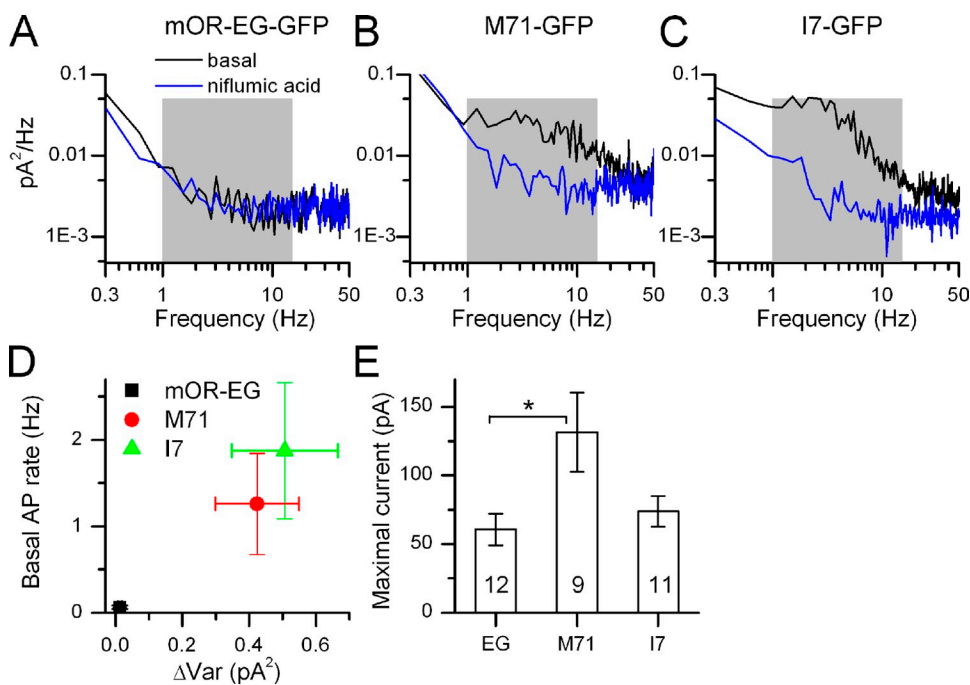 A mOR-EG-GFP
basal
niflumic acid
pA²/Hz
0.1
0.01
1E-3
0.3 1 10 50
Frequency (Hz)
B M71-GFP
0.1
0.01
1E-3
0.3 1 10 50
Frequency (Hz)
C I7-GFP
0.1
0.01
1E-3
0.3 1 10 50
Frequency (Hz)
D
mOR-EG
M71
I7
Basal AP rate (Hz)
2
1
0
0.0 0.2 0.4 0.6
ΔVar (pA²)
E
Maximal current (pA)
150
100
50
0
*
12 9 11
EG M71 I7